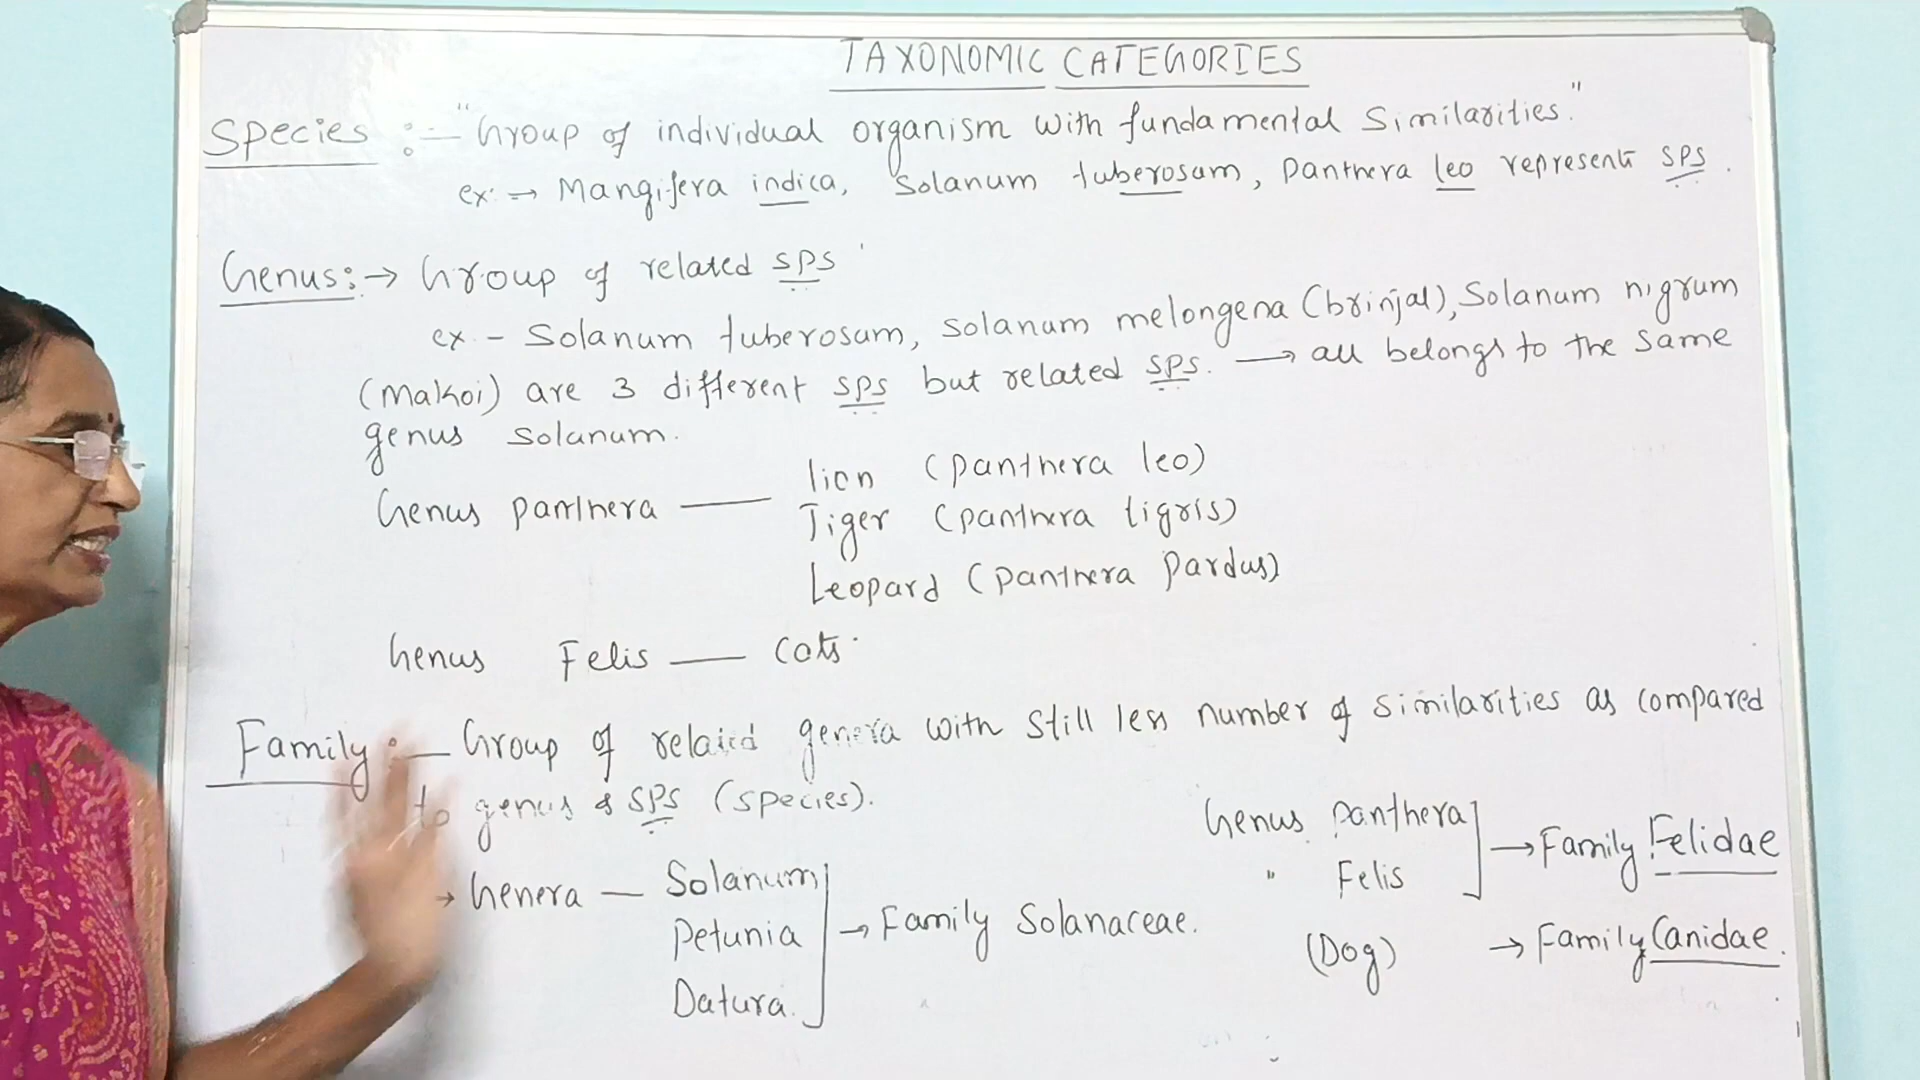 TAXONOMIC CATEGORIES
Species :- "Group of individual organism with fundamental Similarities."
ex: → Mangifera indica, Solanum tuberosum, Panthera leo represent sps.
Genus: → Group of related sps
ex - Solanum tuberosum, Solanum melongena (brinjal), Solanum nigrum
(Makoi) are 3 different sps but related sps. → all belongs to the same
genus Solanum.
Genus panthera — lion (panthera leo)
Tiger (panthera tigris)
Leopard (panthera Pardus)
Genus Felis — Cats.
Family :- Group of related genera with still less number of similarities as compared
to genus & sps (species).
→ Genera — Solanum
Petunia → Family Solanaceae.
Datura.
Genus panthera → Family Felidae
" Felis
(Dog) → Family Canidae.